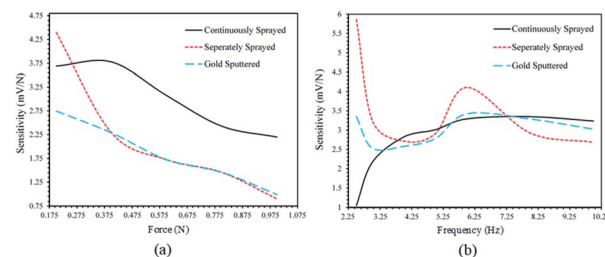 4.75
4.25
3.75
3.25
2.75
2.25
1.75
1.25
0.75
Sensitivity (mV/N)
Continuously Sprayed
Seperately Sprayed
Gold Sputtered
0.175 0.275 0.375 0.475 0.575 0.675 0.775 0.875 0.975 1.075
Force (N)
(a)
6
5.5
5
4.5
4
3.5
3
2.5
2
1.5
1
Sensitivity (mV/N)
Continuously Sprayed
Seperately Sprayed
Gold Sputtered
2.25 3.25 4.25 5.25 6.25 7.25 8.25 9.25 10.2
Frequency (Hz)
(b)